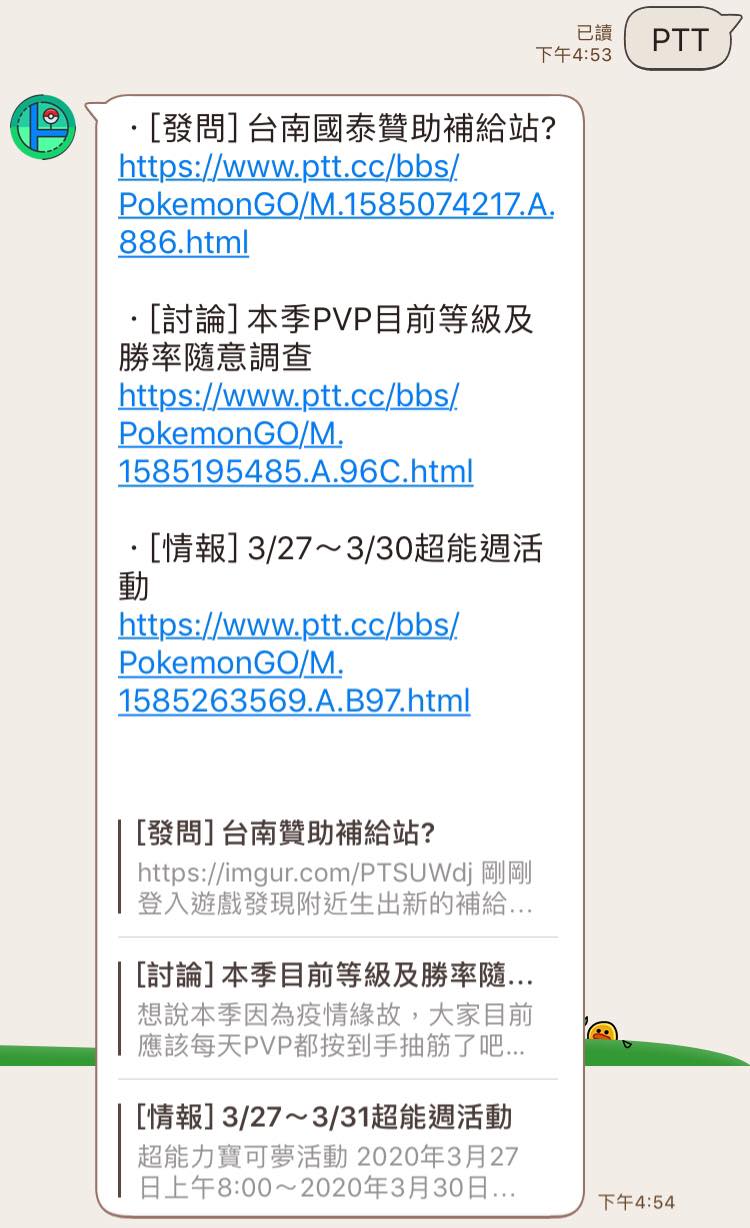 已讀
下午4:53
PTT
・[發問] 台南國泰贊助補給站?
https://www.ptt.cc/bbs/
PokemonGO/M.1585074217.A.
886.html
・[討論] 本季PVP目前等級及
勝率隨意調查
https://www.ptt.cc/bbs/
PokemonGO/M.
1585195485.A.96C.html
・[情報] 3/27～3/30超能週活
動
https://www.ptt.cc/bbs/
PokemonGO/M.
1585263569.A.B97.html
[發問] 台南贊助補給站?
https://imgur.com/PTSUWdj 剛剛
登入遊戲發現附近生出新的補給...
[討論] 本季目前等級及勝率隨...
想說本季因為疫情緣故，大家目前
應該每天PVP都按到手抽筋了吧...
[情報] 3/27～3/31超能週活動
超能力寶可夢活動 2020年3月27
日上午8:00～2020年3月30日...
下午4:54